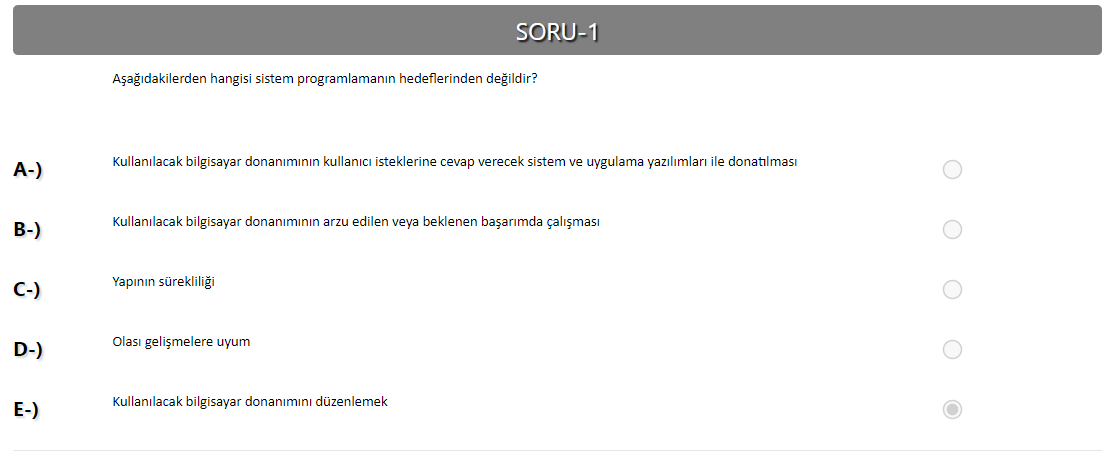 SORU-1
Aşağıdakilerden hangisi sistem programlamanın hedeflerinden değildir?
A-) Kullanılacak bilgisayar donanımının kullanıcı isteklerine cevap verecek sistem ve uygulama yazılımları ile donatılması
B-) Kullanılacak bilgisayar donanımının arzu edilen veya beklenen başarımda çalışması
C-) Yapının sürekliliği
D-) Olası gelişmelere uyum
E-) Kullanılacak bilgisayar donanımını düzenlemek